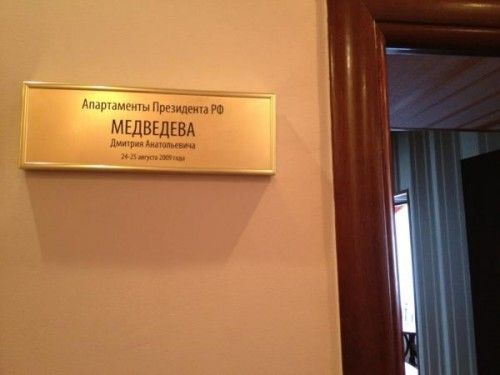 Апартаменты Президента РФ
МЕДВЕДЕВА
Дмитрия Анатольевича
24-25 августа 2009 года